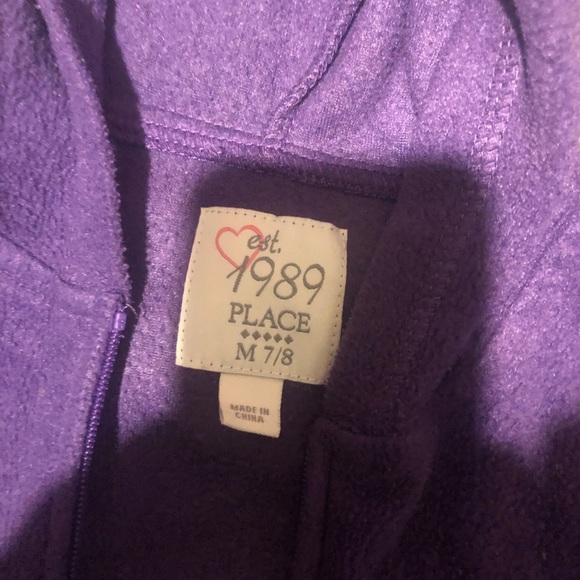 est.
1989
PLACE
M 7/8
MADE IN
CHINA